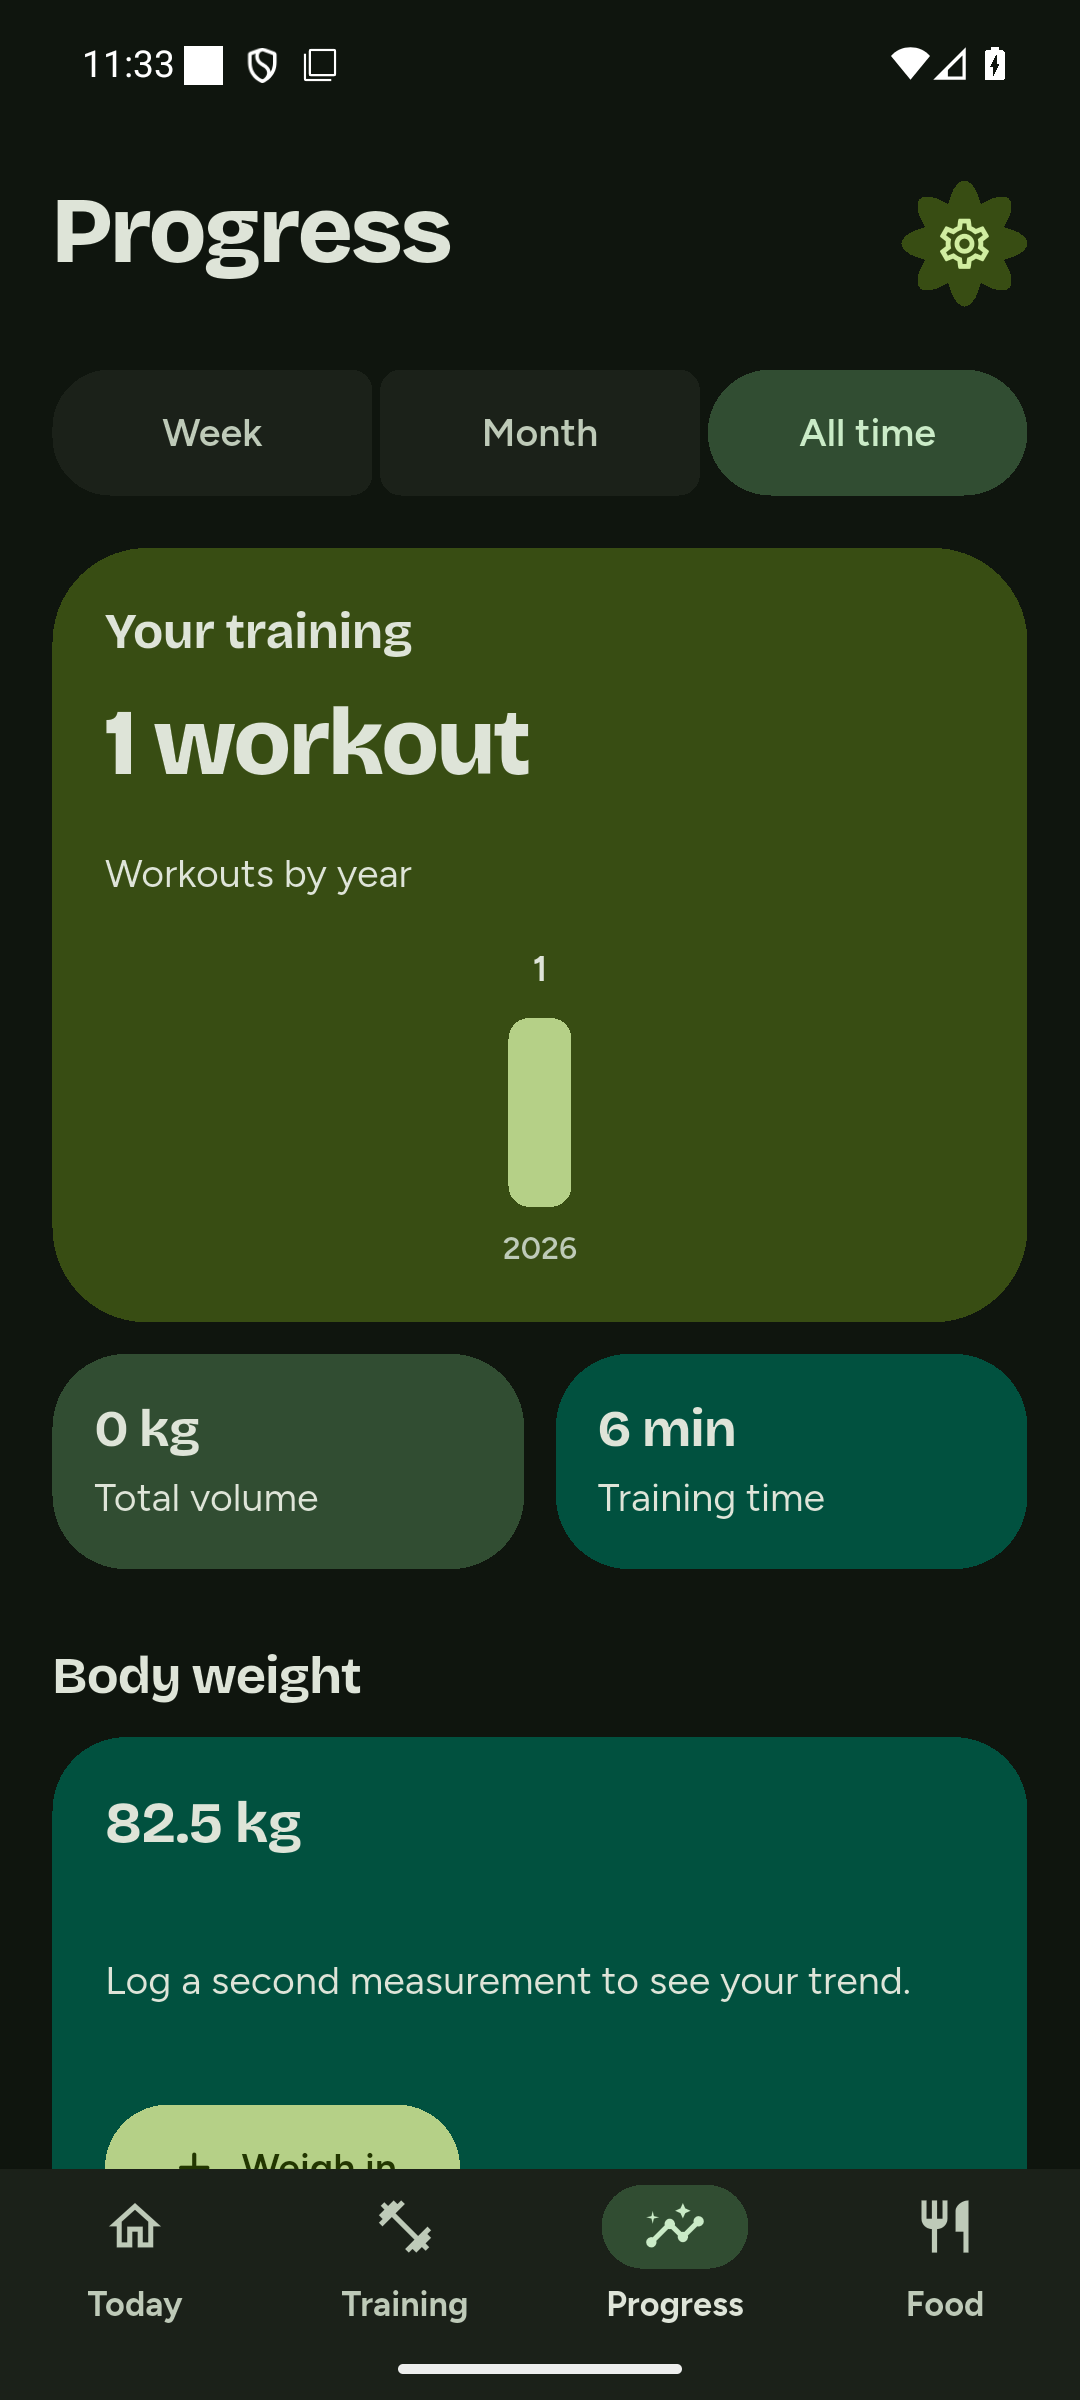 11:33
Progress
Week
Month
All time
Your training
1 workout
Workouts by year
1
2026
0 kg
Total volume
6 min
Training time
Body weight
82.5 kg
Log a second measurement to see your trend.
+ Weigh in
Today
Training
Progress
Food